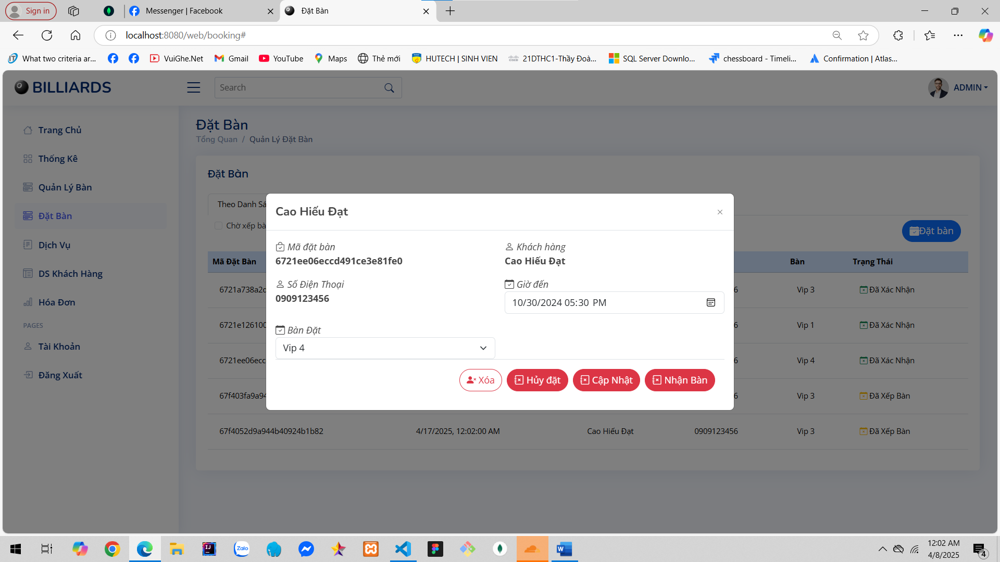 Sign in
Messenger | Facebook
Đặt Bàn
localhost:8080/web/booking#
What two criteria ar...
VuiGhe.Net
Gmail
YouTube
Maps
Thẻ mới
HUTECH | SINH VIEN
21DTHC1-Thầy Đoà...
SQL Server Downlo...
chessboard - Timeli...
Confirmation | Atlas...
BILLIARDS
Search
ADMIN
Trang Chủ
Thống Kê
Quản Lý Bàn
Đặt Bàn
Dịch Vụ
DS Khách Hàng
Hóa Đơn
PAGES
Tài Khoản
Đăng Xuất
Đặt Bàn
Tổng Quan / Quản Lý Đặt Bàn
Đặt Bàn
Theo Danh Sá
Chờ xếp bà
Đặt bàn
Mã Đặt Bàn Bàn Trạng Thái
6721a738a2d 6 Vip 3 Đã Xác Nhận
6721e126100 6 Vip 1 Đã Xác Nhận
6721ee06ecc 6 Vip 4 Đã Xác Nhận
67f403fa9a94 6 Vip 3 Đã Xếp Bàn
67f4052d9a944b40924b1b82 4/17/2025, 12:02:00 AM Cao Hiếu Đạt 0909123456 Vip 3 Đã Xếp Bàn
Cao Hiếu Đạt
Mã đặt bàn
6721ee06eccd491ce3e81fe0
Khách hàng
Cao Hiếu Đạt
Số Điện Thoại
0909123456
Giờ đến
10/30/2024 05:30 PM
Bàn Đặt
Vip 4
Xóa
Hủy đặt
Cập Nhật
Nhận Bàn
Zalo
12:02 AM
4/8/2025
4